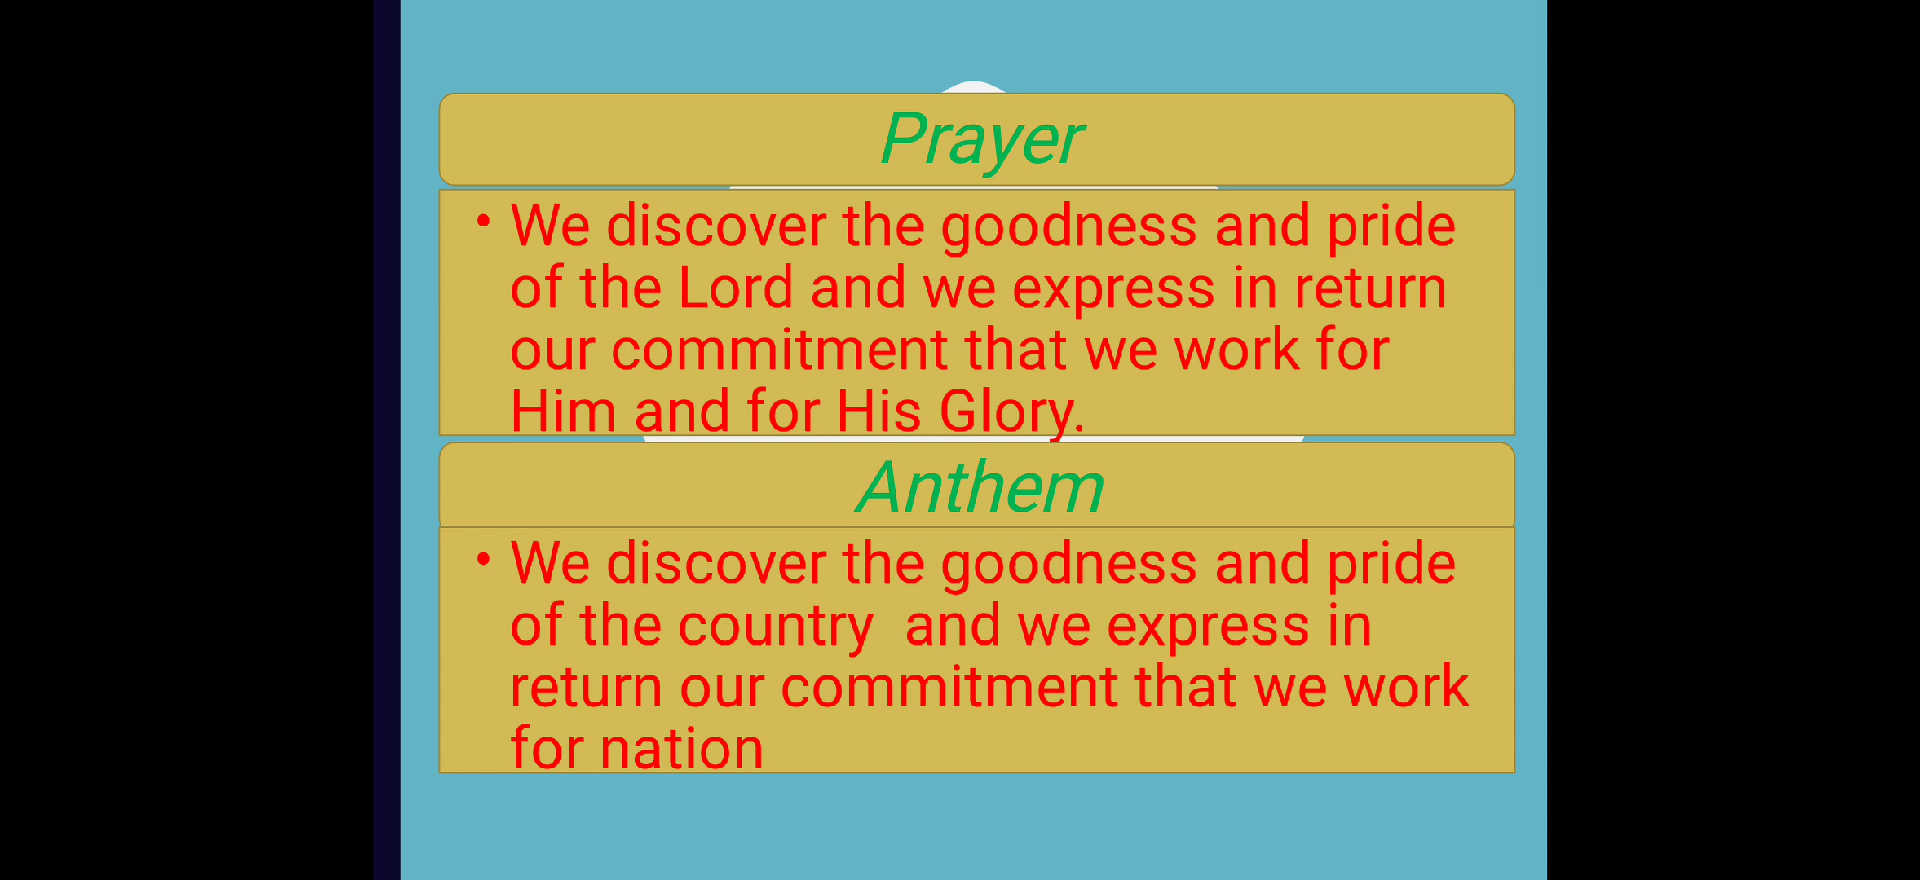 Prayer
• We discover the goodness and pride
of the Lord and we express in return
our commitment that we work for
Him and for His Glory.
Anthem
• We discover the goodness and pride
of the country  and we express in
return our commitment that we work
for nation